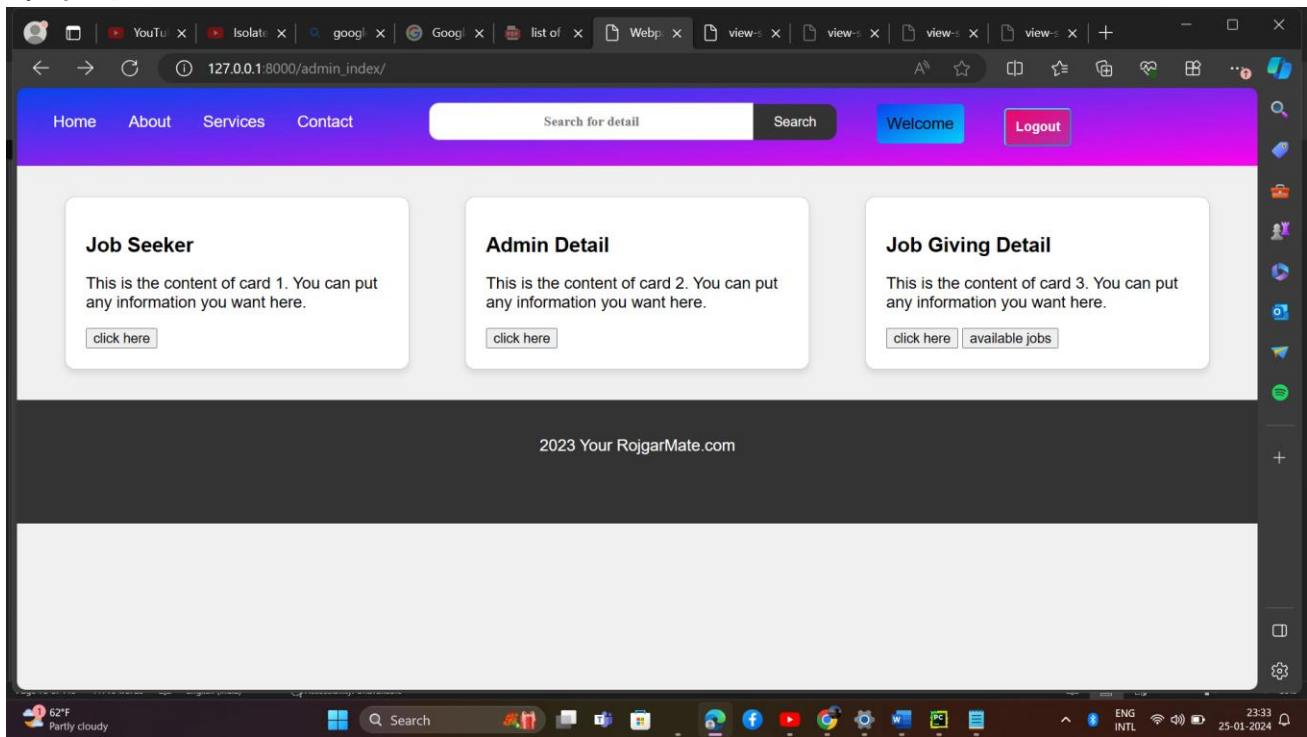 YouTu
Isolate
googl
Googl
list of
Webp
view-s
view-s
view-s
view-s
127.0.0.1:8000/admin_index/
Home About Services Contact
Search for detail
Search
Welcome
Logout
Job Seeker
This is the content of card 1. You can put
any information you want here.
click here
Admin Detail
This is the content of card 2. You can put
any information you want here.
click here
Job Giving Detail
This is the content of card 3. You can put
any information you want here.
click here available jobs
2023 Your RojgarMate.com
1
62°F
Partly cloudy
Search
ENG
INTL
23:33
25-01-2024